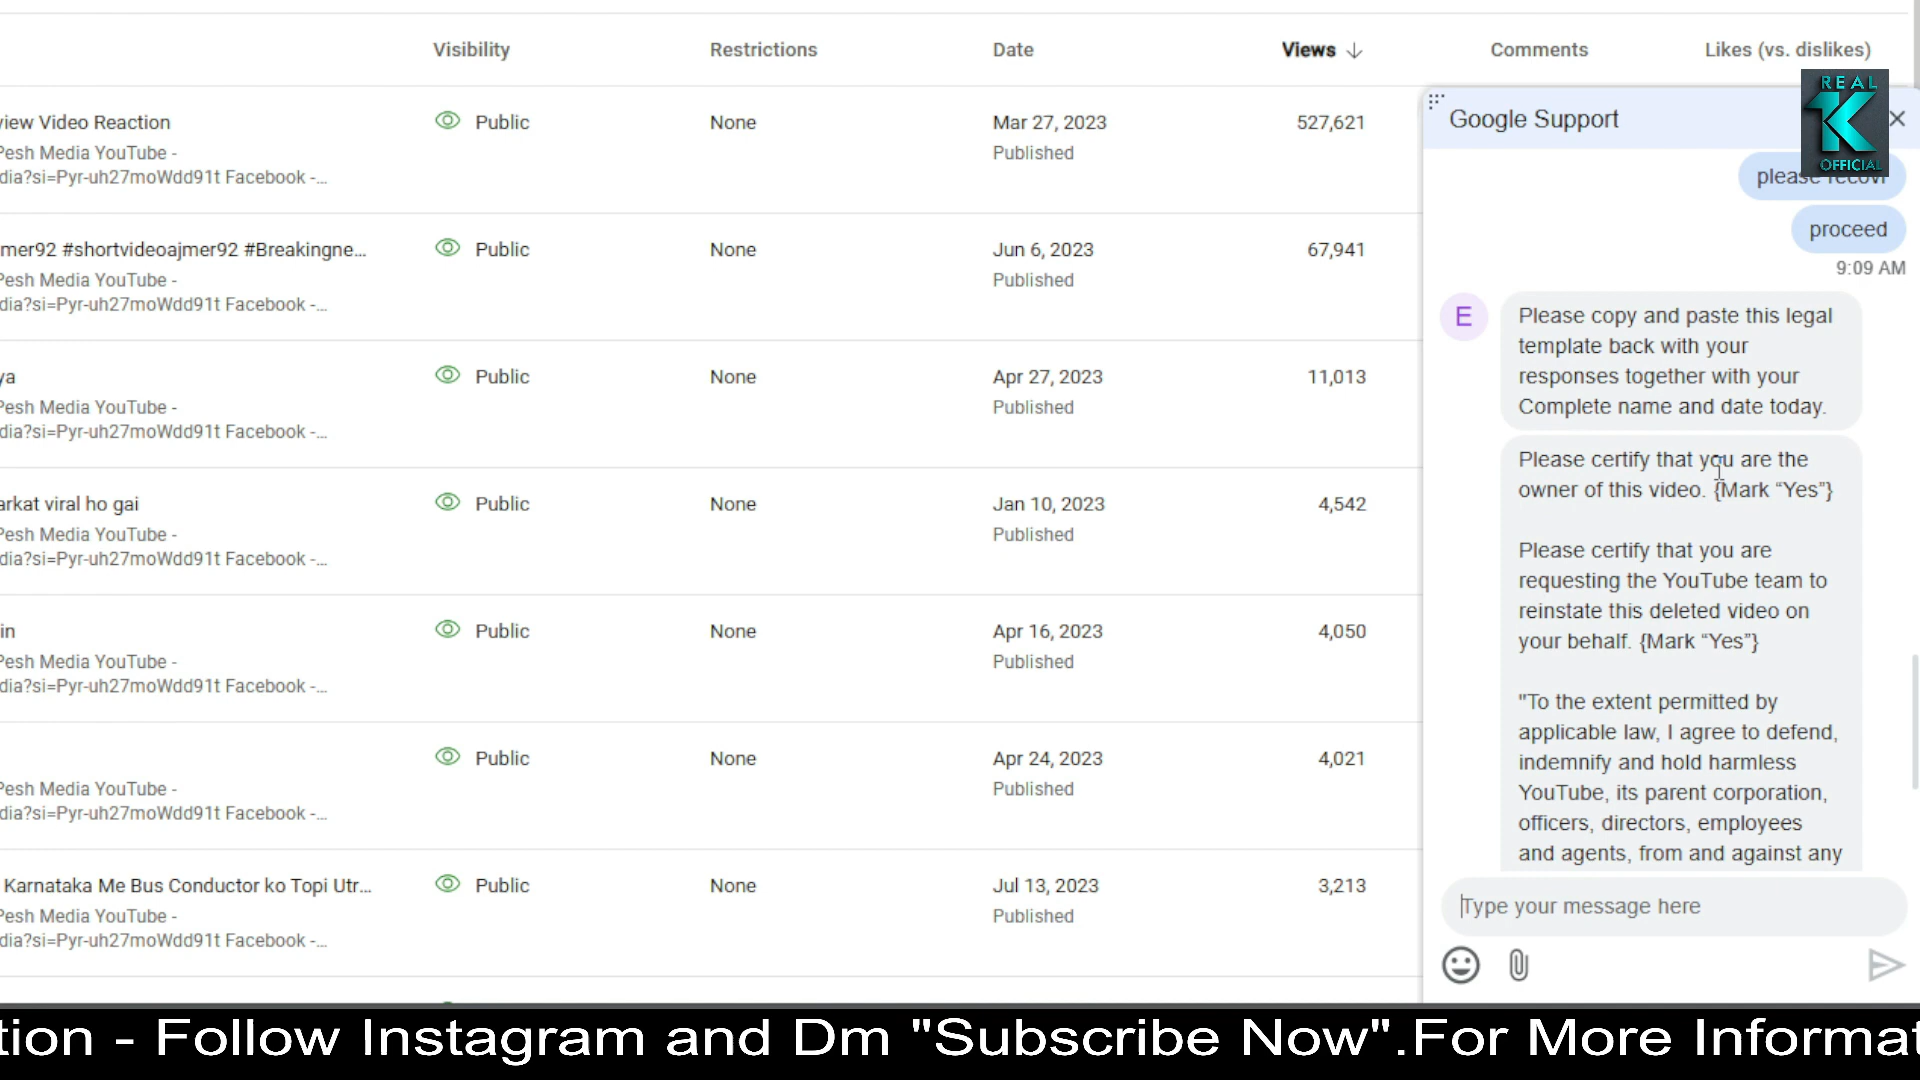 Visibility Restrictions Date Views Comments Likes (vs. dislikes)
view Video Reaction Public None Mar 27, 2023 527,621
Pesh Media YouTube - Published
dia?si=Pyr-uh27moWdd91t Facebook -...
mer92 #shortvideoajmer92 #Breakingne... Public None Jun 6, 2023 67,941
Pesh Media YouTube - Published
dia?si=Pyr-uh27moWdd91t Facebook -...
ya Public None Apr 27, 2023 11,013
Pesh Media YouTube - Published
dia?si=Pyr-uh27moWdd91t Facebook -...
arkat viral ho gai Public None Jan 10, 2023 4,542
Pesh Media YouTube - Published
dia?si=Pyr-uh27moWdd91t Facebook -...
in Public None Apr 16, 2023 4,050
Pesh Media YouTube - Published
dia?si=Pyr-uh27moWdd91t Facebook -...
Public None Apr 24, 2023 4,021
Pesh Media YouTube - Published
dia?si=Pyr-uh27moWdd91t Facebook -...
Karnataka Me Bus Conductor ko Topi Utr... Public None Jul 13, 2023 3,213
Pesh Media YouTube - Published
dia?si=Pyr-uh27moWdd91t Facebook -...
REAL
1K
OFFICIAL
Google Support
please
proceed
9:09 AM
E
Please copy and paste this legal
template back with your
responses together with your
Complete name and date today.
Please certify that you are the
owner of this video. {Mark “Yes”}
Please certify that you are
requesting the YouTube team to
reinstate this deleted video on
your behalf. {Mark “Yes”}
"To the extent permitted by
applicable law, I agree to defend,
indemnify and hold harmless
YouTube, its parent corporation,
officers, directors, employees
and agents, from and against any
Type your message here
tion - Follow Instagram and Dm "Subscribe Now".For More Informat